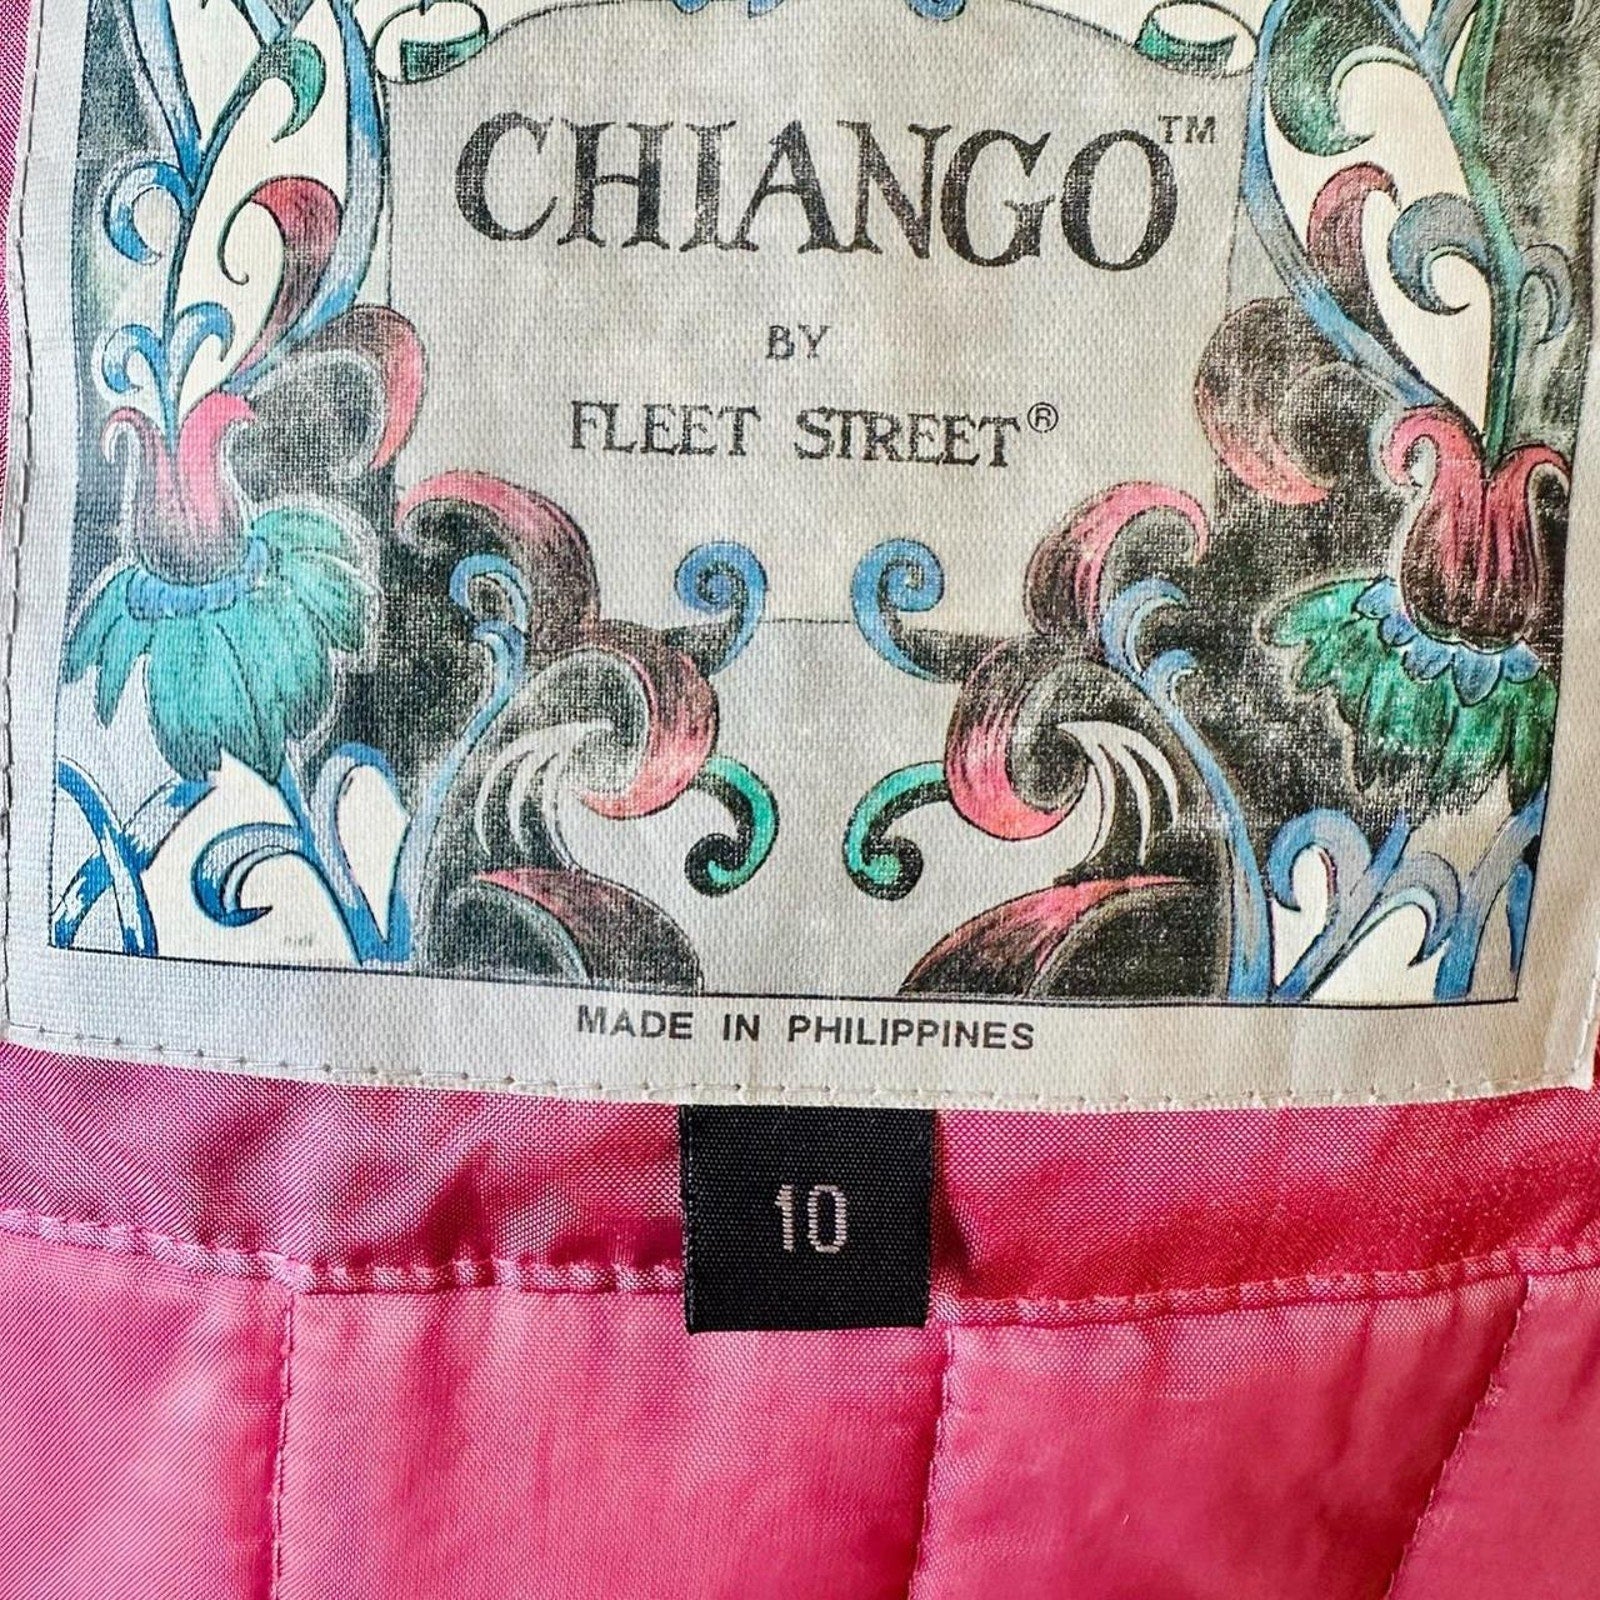 CHIANGO™
BY
FLEET STREET®
MADE IN PHILIPPINES
10